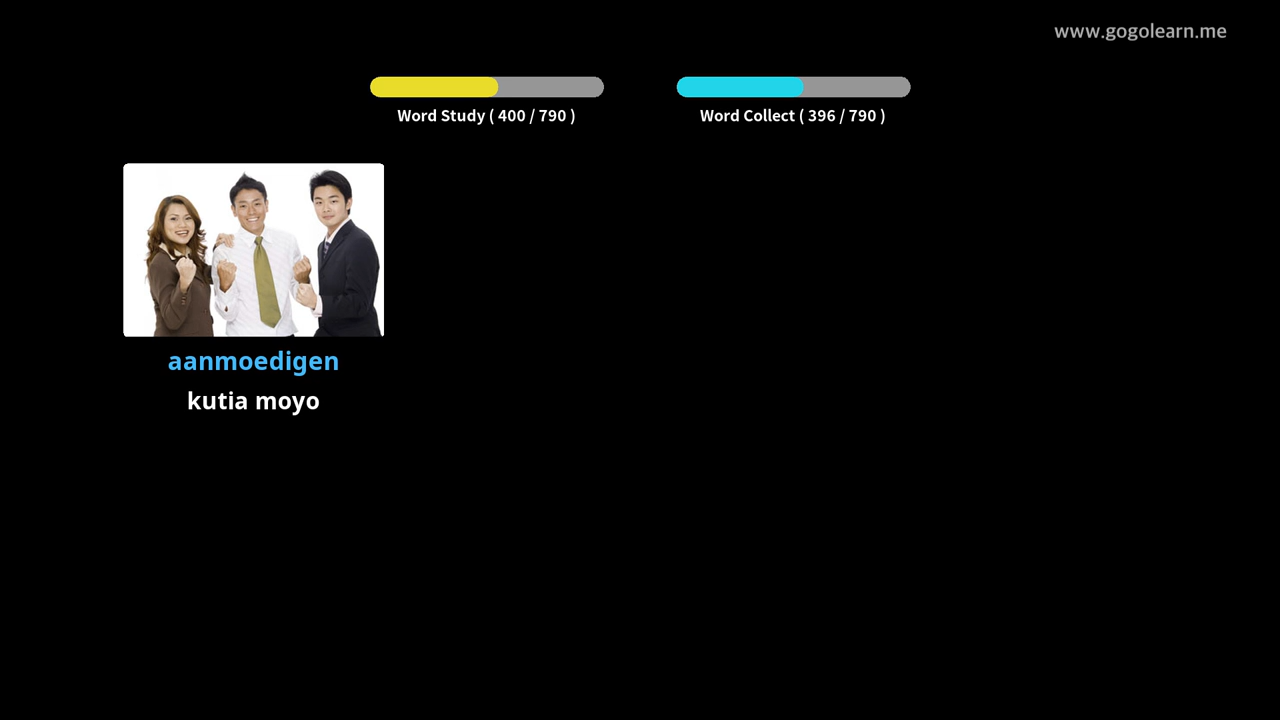 www.gogolearn.me
Word Study ( 400 / 790 )
Word Collect ( 396 / 790 )
aanmoedigen
kutia moyo